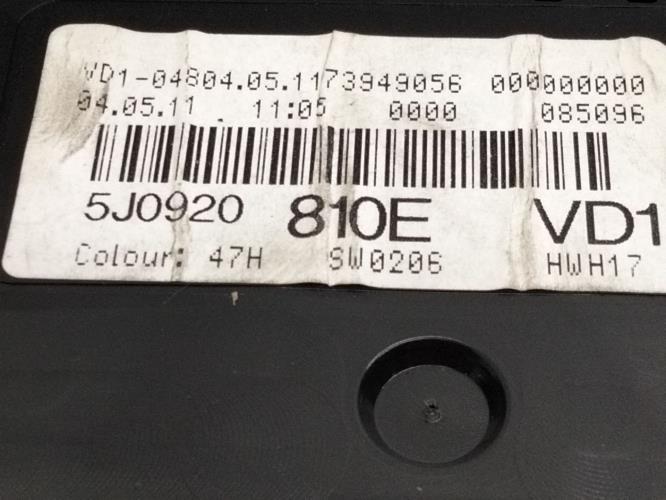 VD1-04804.05.1173949056 000000000
04.05.11 11:05 0000 085096
5J0920 810E VD1
Colour: 47H SW0206 HWH17